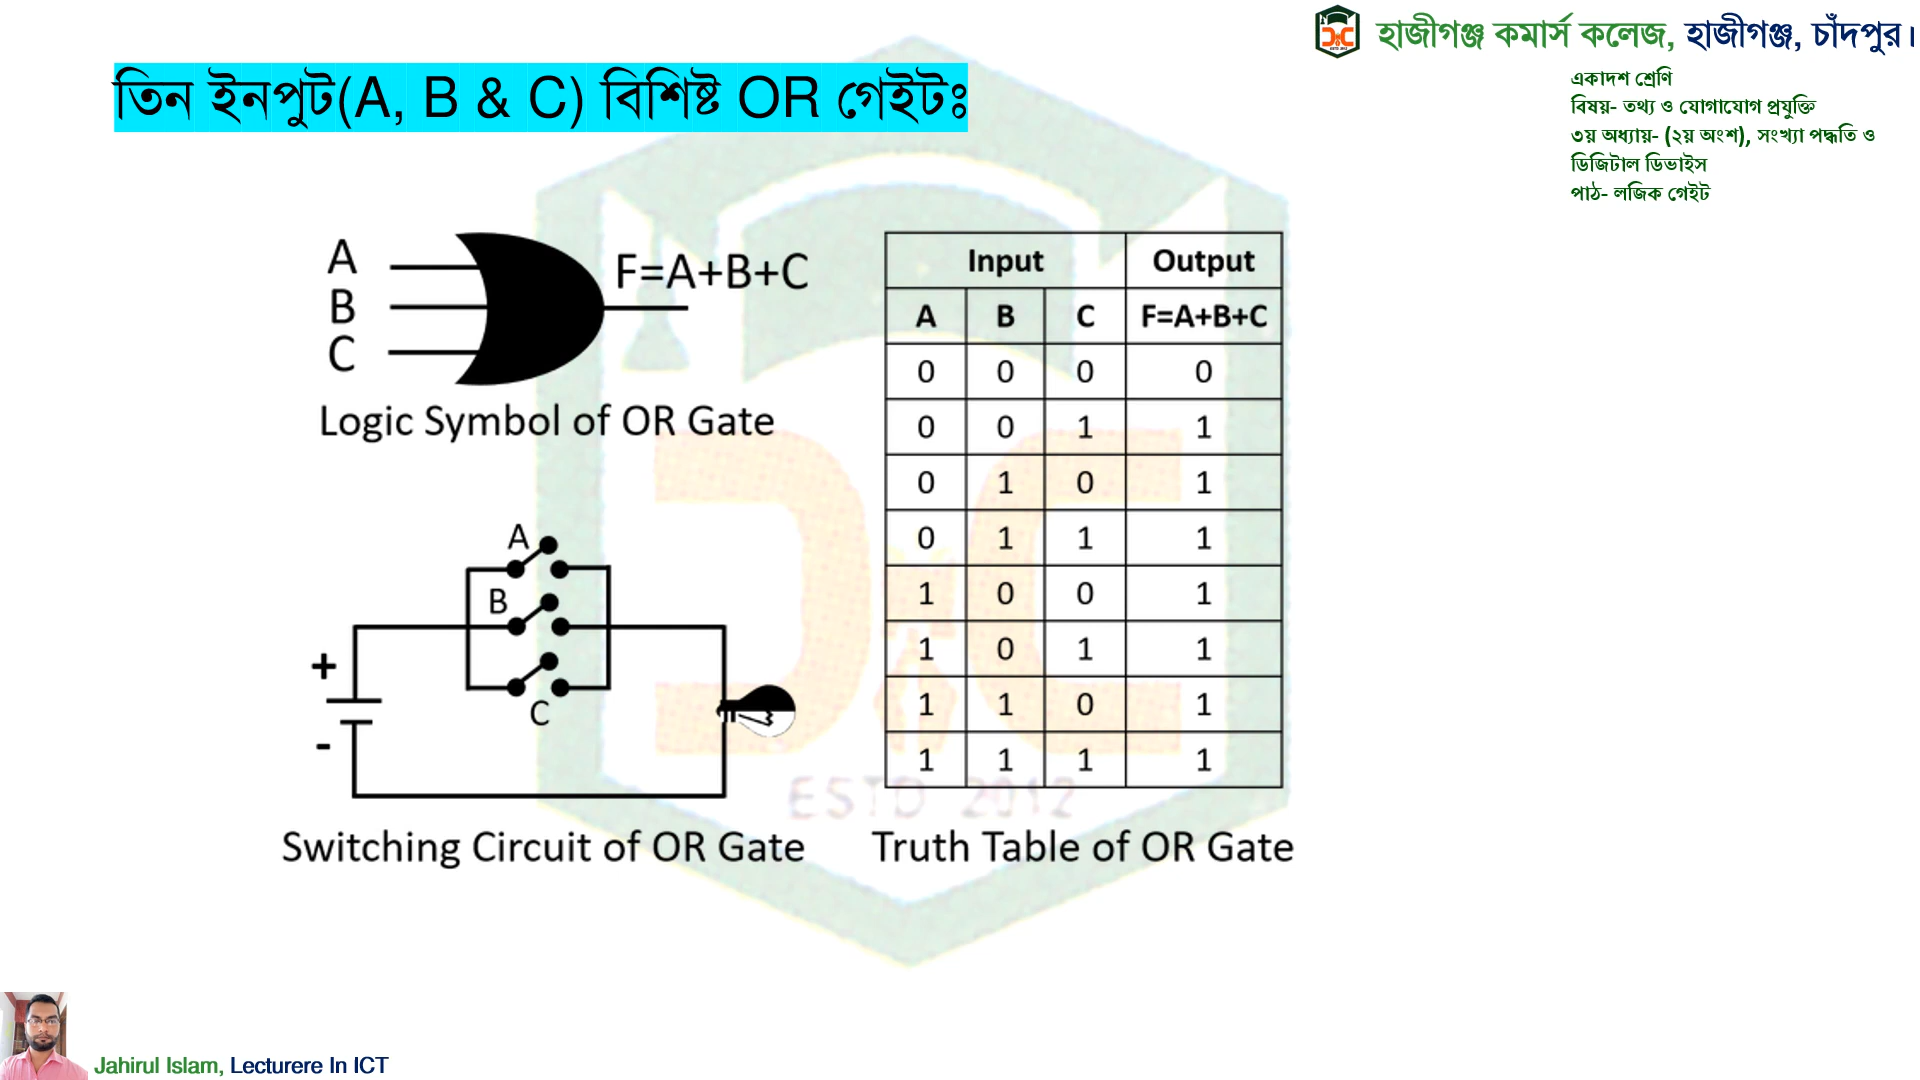 হাজীগঞ্জ কমার্স কলেজ, হাজীগঞ্জ, চাঁদপুর।
একাদশ শ্রেণি
বিষয়- তথ্য ও যোগাযোগ প্রযুক্তি
৩য় অধ্যায়- (২য় অংশ), সংখ্যা পদ্ধতি ও
ডিজিটাল ডিভাইস
পাঠ- লজিক গেইট
তিন ইনপুট(A, B & C) বিশিষ্ট OR গেইটঃ
A
B
C
F=A+B+C
Logic Symbol of OR Gate
A
B
C
+
-
Switching Circuit of OR Gate
Input Output
A B C F=A+B+C
0 0 0 0
0 0 1 1
0 1 0 1
0 1 1 1
1 0 0 1
1 0 1 1
1 1 0 1
1 1 1 1
Truth Table of OR Gate
ESTD 2012
Jahirul Islam, Lecturere In ICT